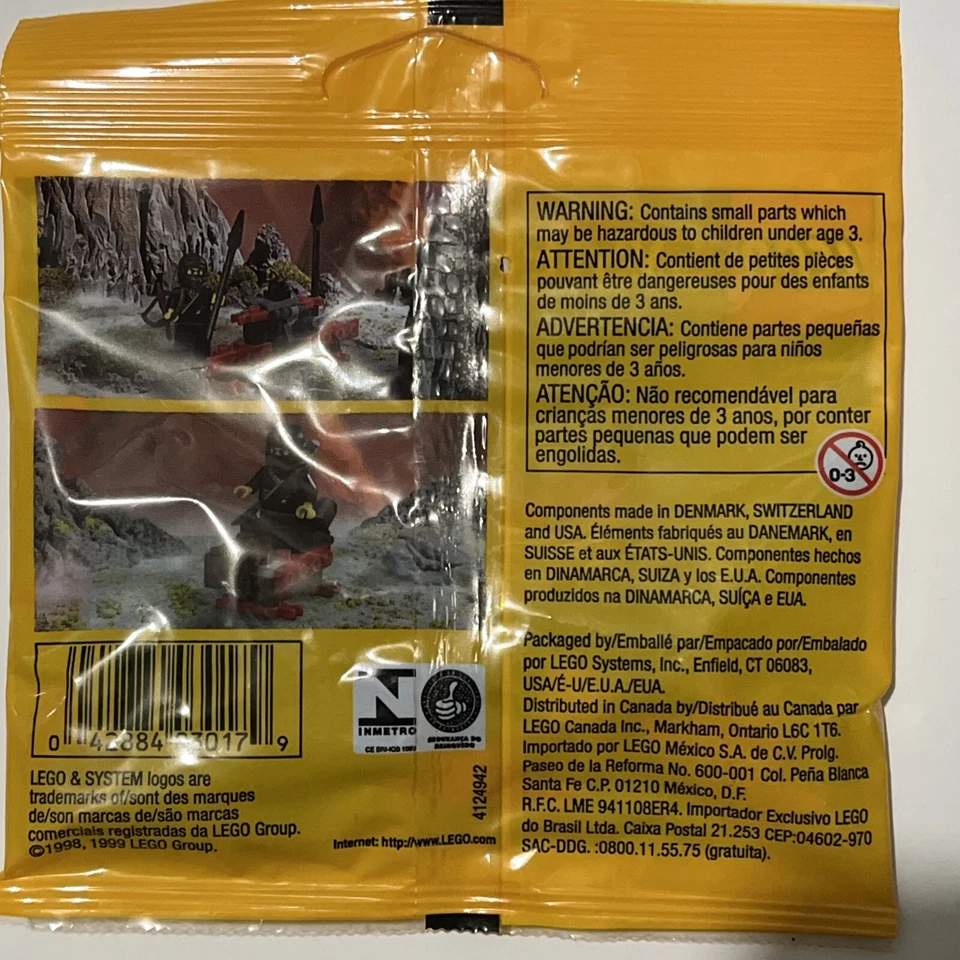 WARNING: Contains small parts which
may be hazardous to children under age 3.
ATTENTION: Contient de petites pièces
pouvant être dangereuses pour des enfants
de moins de 3 ans.
ADVERTENCIA: Contiene partes pequeñas
que podrían ser peligrosas para niños
menores de 3 años.
ATENÇÃO: Não recomendável para
crianças menores de 3 anos, por conter
partes pequenas que podem ser
engolidas.
0-3
Components made in DENMARK, SWITZERLAND
and USA. Éléments fabriqués au DANEMARK, en
SUISSE et aux ÉTATS-UNIS. Componentes hechos
en DINAMARCA, SUIZA y los E.U.A. Componentes
produzidos na DINAMARCA, SUÍÇA e EUA.
Packaged by/Emballé par/Empacado por/Embalado
por LEGO Systems, Inc., Enfield, CT 06083,
USA/É-U/E.U.A./EUA.
Distributed in Canada by/Distribué au Canada par
LEGO Canada Inc., Markham, Ontario L6C 1T6.
Importado por LEGO México S.A. de C.V. Prolg.
Paseo de la Reforma No. 600-001 Col. Peña Blanca
Santa Fe C.P. 01210 México, D.F.
R.F.C. LME 941108ER4. Importador Exclusivo LEGO
do Brasil Ltda. Caixa Postal 21.253 CEP:04602-970
SAC-DDG. :0800.11.55.75 (gratuita).
0 42884 93017 9
N
INMETRO
SEGURANÇA DO
BRINQUEDO
LEGO & SYSTEM logos are
trademarks of/sont des marques
de/son marcas de/são marcas
comerciais registradas da LEGO Group.
©1998, 1999 LEGO Group.
Internet: http://www.LEGO.com
4124942